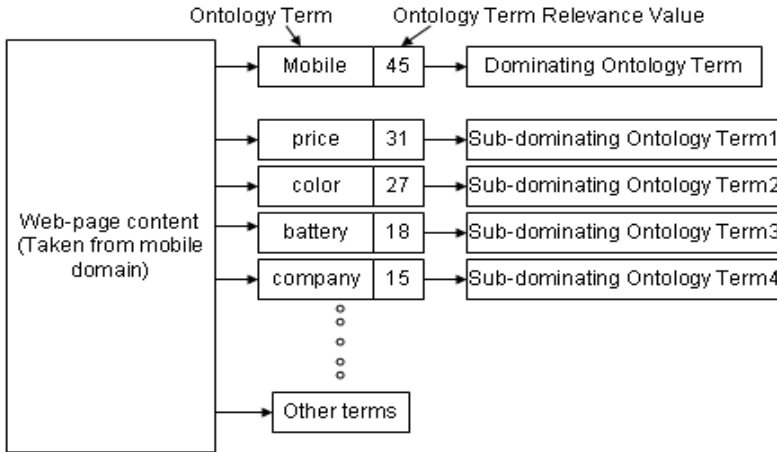 Ontology Term
Ontology Term Relevance Value
Mobile 45 Dominating Ontology Term
price 31 Sub-dominating Ontology Term1
color 27 Sub-dominating Ontology Term2
Web-page content
(Taken from mobile
domain)
battery 18 Sub-dominating Ontology Term3
company 15 Sub-dominating Ontology Term4
Other terms